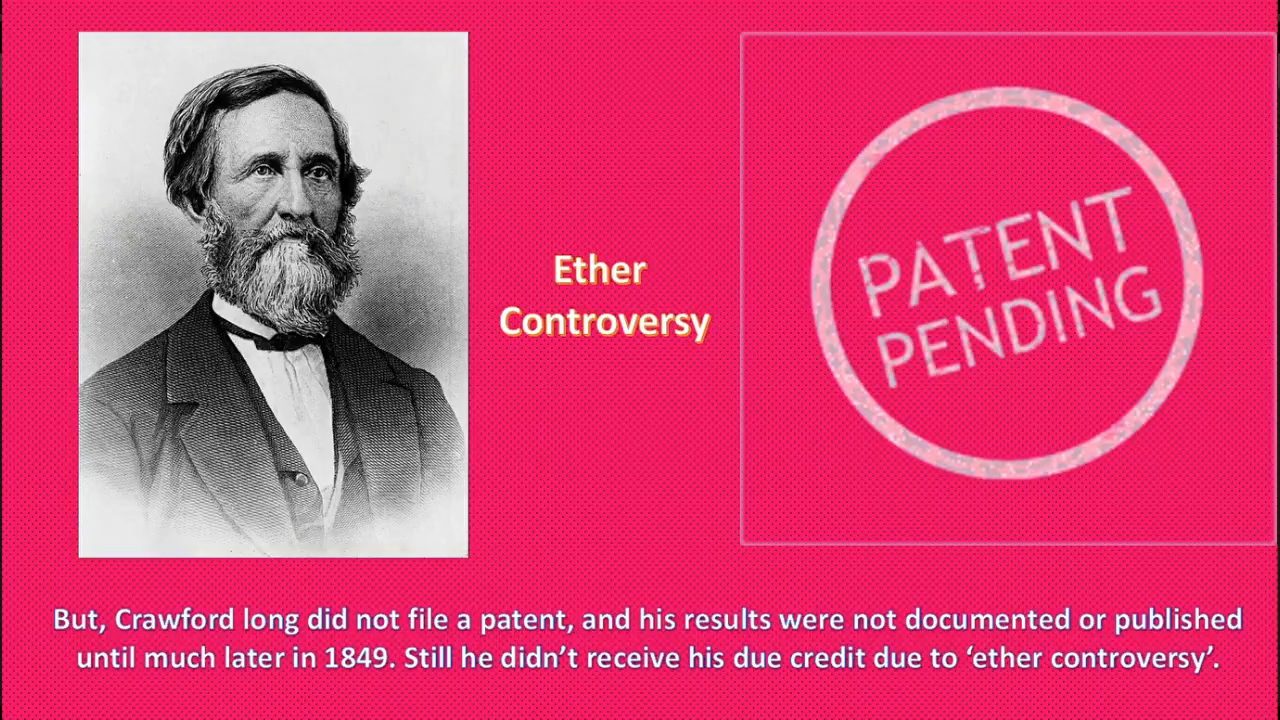 Ether
Controversy
PATENT
PENDING
But, Crawford long did not file a patent, and his results were not documented or published
until much later in 1849. Still he didn’t receive his due credit due to ‘ether controversy’.